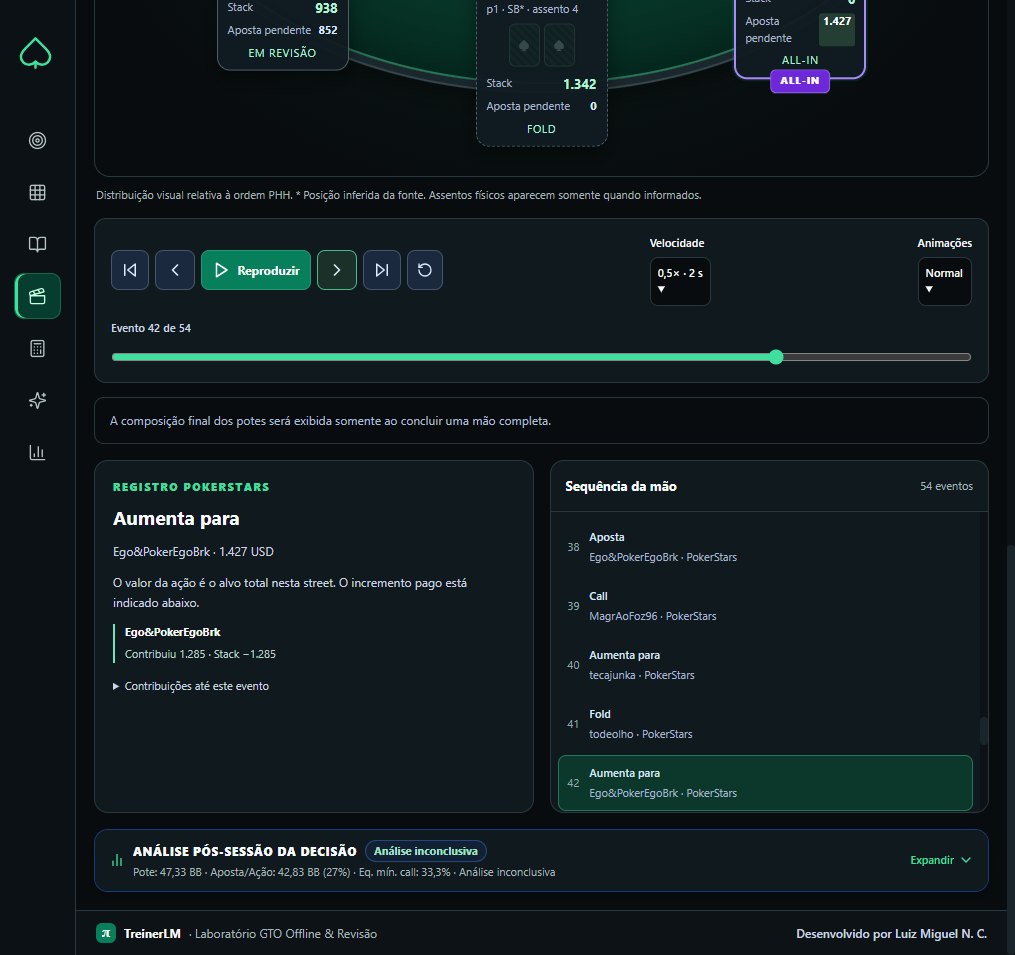 Stack 938
Aposta pendente 852
EM REVISÃO
p1 · SB* · assento 4
Stack 1.342
Aposta pendente 0
FOLD
Aposta pendente 1.427
ALL-IN
ALL-IN
Distribuição visual relativa à ordem PHH. * Posição inferida da fonte. Assentos físicos aparecem somente quando informados.
Reproduzir
Velocidade
0,5× · 2 s
Animações
Normal
Evento 42 de 54
A composição final dos potes será exibida somente ao concluir uma mão completa.
REGISTRO POKERSTARS
Aumenta para
Ego&PokerEgoBrk · 1.427 USD
O valor da ação é o alvo total nesta street. O incremento pago está
indicado abaixo.
Ego&PokerEgoBrk
Contribuiu 1.285 · Stack −1.285
Contribuições até este evento
Sequência da mão 54 eventos
38 Aposta
Ego&PokerEgoBrk · PokerStars
39 Call
MagrAoFoz96 · PokerStars
40 Aumenta para
tecajunka · PokerStars
41 Fold
todeolho · PokerStars
42 Aumenta para
Ego&PokerEgoBrk · PokerStars
ANÁLISE PÓS-SESSÃO DA DECISÃO Análise inconclusiva
Pote: 47,33 BB · Aposta/Ação: 42,83 BB (27%) · Eq. mín. call: 33,3% · Análise inconclusiva
Expandir
π TreinerLM · Laboratório GTO Offline & Revisão
Desenvolvido por Luiz Miguel N. C.